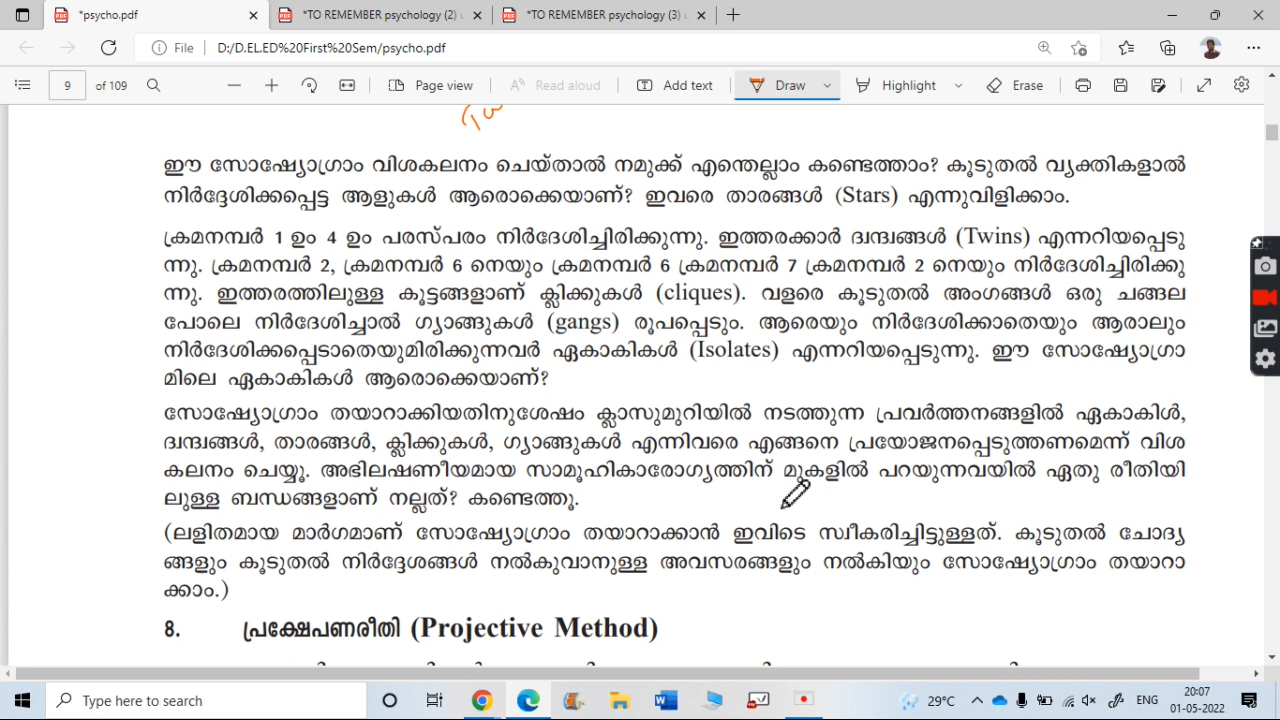 *psycho.pdf
*TO REMEMBER psychology (2)
*TO REMEMBER psychology (3)
File D:/D.EL.ED%20First%20Sem/psycho.pdf
9 of 109 Page view Read aloud Add text Draw Highlight Erase
ഈ സോഷ്യോഗ്രാം വിശകലനം ചെയ്താൽ നമുക്ക് എന്തെല്ലാം കണ്ടെത്താം? കൂടുതൽ വ്യക്തികളാൽ
നിർദ്ദേശിക്കപ്പെട്ട ആളുകൾ ആരൊക്കെയാണ്? ഇവരെ താരങ്ങൾ (Stars) എന്നുവിളിക്കാം.
ക്രമനമ്പർ 1 ഉം 4 ഉം പരസ്പരം നിർദേശിച്ചിരിക്കുന്നു. ഇത്തരക്കാർ ദ്വന്ദ്വങ്ങൾ (Twins) എന്നറിയപ്പെടു
ന്നു. ക്രമനമ്പർ 2, ക്രമനമ്പർ 6 നെയും ക്രമനമ്പർ 6 ക്രമനമ്പർ 7 ക്രമനമ്പർ 2 നെയും നിർദേശിച്ചിരിക്കു
ന്നു. ഇത്തരത്തിലുള്ള കൂട്ടങ്ങളാണ് ക്ലിക്കുകൾ (cliques). വളരെ കൂടുതൽ അംഗങ്ങൾ ഒരു ചങ്ങല
പോലെ നിർദേശിച്ചാൽ ഗ്യാങ്ങുകൾ (gangs) രൂപപ്പെടും. ആരെയും നിർദേശിക്കാതെയും ആരാലും
നിർദേശിക്കപ്പെടാതെയുമിരിക്കുന്നവർ ഏകാകികൾ (Isolates) എന്നറിയപ്പെടുന്നു. ഈ സോഷ്യോഗ്രാ
മിലെ ഏകാകികൾ ആരൊക്കെയാണ്?
സോഷ്യോഗ്രാം തയാറാക്കിയതിനുശേഷം ക്ലാസുമുറിയിൽ നടത്തുന്ന പ്രവർത്തനങ്ങളിൽ ഏകാകിൾ,
ദ്വന്ദ്വങ്ങൾ, താരങ്ങൾ, ക്ലിക്കുകൾ, ഗ്യാങ്ങുകൾ എന്നിവരെ എങ്ങനെ പ്രയോജനപ്പെടുത്തണമെന്ന് വിശ
കലനം ചെയ്യൂ. അഭിലഷണീയമായ സാമൂഹികാരോഗ്യത്തിന് മുകളിൽ പറയുന്നവയിൽ ഏതു രീതിയി
ലുള്ള ബന്ധങ്ങളാണ് നല്ലത്? കണ്ടെത്തൂ.
(ലളിതമായ മാർഗമാണ് സോഷ്യോഗ്രാം തയാറാക്കാൻ ഇവിടെ സ്വീകരിച്ചിട്ടുള്ളത്. കൂടുതൽ ചോദ്യ
ങ്ങളും കൂടുതൽ നിർദ്ദേശങ്ങൾ നൽകുവാനുള്ള അവസരങ്ങളും നൽകിയും സോഷ്യോഗ്രാം തയാറാ
ക്കാം.)
8. പ്രക്ഷേപണരീതി (Projective Method)
Type here to search
29°C ENG 20:07
01-05-2022